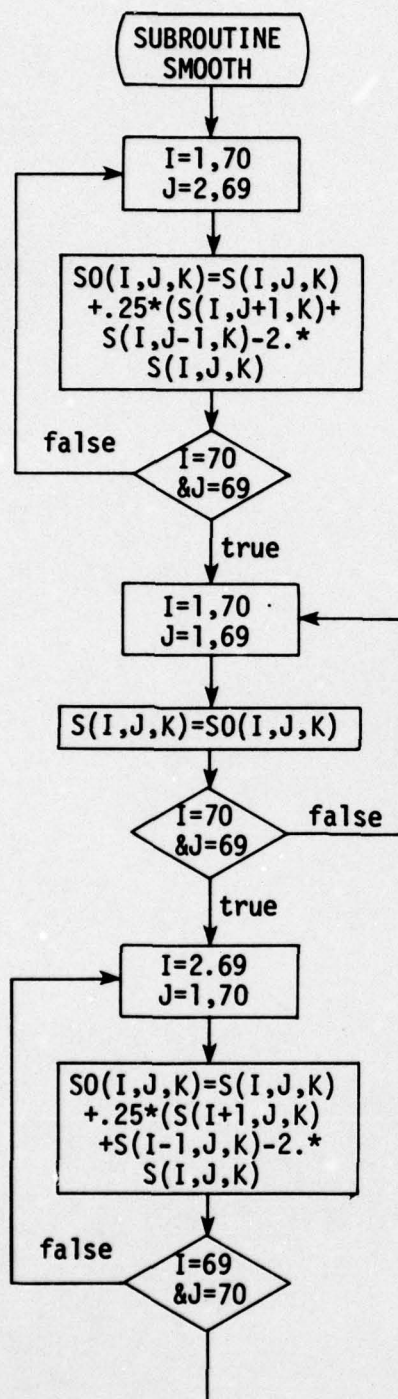 SUBROUTINE
SMOOTH
I=1,70
J=2,69
SO(I,J,K)=S(I,J,K)
+.25*(S(I,J+1,K)+
S(I,J-1,K)-2.*
S(I,J,K)
false
I=70
&J=69
true
I=1,70
J=1,69
S(I,J,K)=SO(I,J,K)
I=70
&J=69
false
true
I=2.69
J=1,70
SO(I,J,K)=S(I,J,K)
+.25*(S(I+1,J,K)
+S(I-1,J,K)-2.*
S(I,J,K)
false
I=69
&J=70